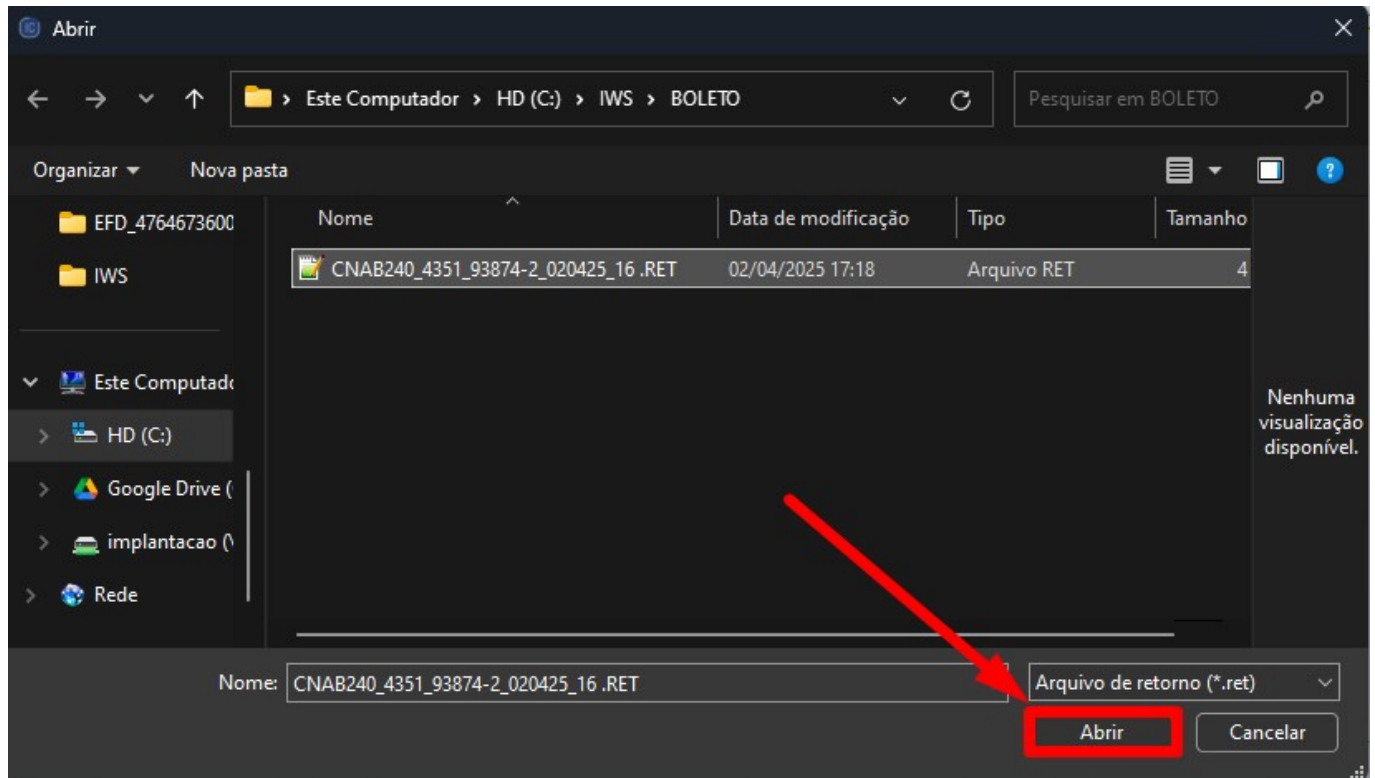 Abrir
Este Computador > HD (C:) > IWS > BOLETO
Pesquisar em BOLETO
Organizar
Nova pasta
Nome
Data de modificação
Tipo
Tamanho
EFD_4764673600
IWS
CNAB240_4351_93874-2_020425_16 .RET
02/04/2025 17:18
Arquivo RET
4
Este Computad
HD (C:)
Google Drive (
implantacao (
Rede
Nenhuma
visualização
disponível.
Nome:
CNAB240_4351_93874-2_020425_16 .RET
Arquivo de retorno (*.ret)
Abrir
Cancelar